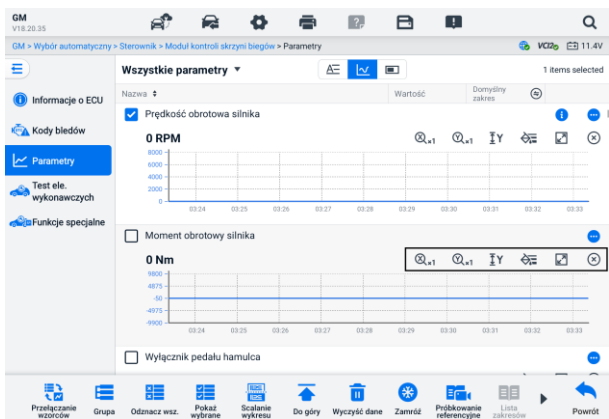 GM
V18.20.35
GM > Wybór automatyczny > Sterownik > Moduł kontroli skrzyni biegów > Parametry
VCI 11.4V
Wszystkie parametry ▼
1 items selected
Nazwa
Wartość
Domyślny zakres
Informacje o ECU
Kody bledów
Parametry
Test ele. wykonawczych
Funkcje specjalne
Prędkość obrotowa silnika
0 RPM
X x1 Y x1 Y
8000
6000
4000
2000
0
03:24 03:25 03:26 03:27 03:28 03:29 03:30 03:31 03:32 03:33
Moment obrotowy silnika
0 Nm
X x1 Y x1 Y
9800
4875
-50
-4975
-9900
03:24 03:25 03:26 03:27 03:28 03:29 03:30 03:31 03:32 03:33
Wyłącznik pedału hamulca
Przełączanie wzorców
Grupa
Odznacz wsz.
Pokaż wybrane
Scalanie wykresu
Do góry
Wyczyść dane
Zamróź
Próbkowanie referencyjne
Lista zakresów
Powrót